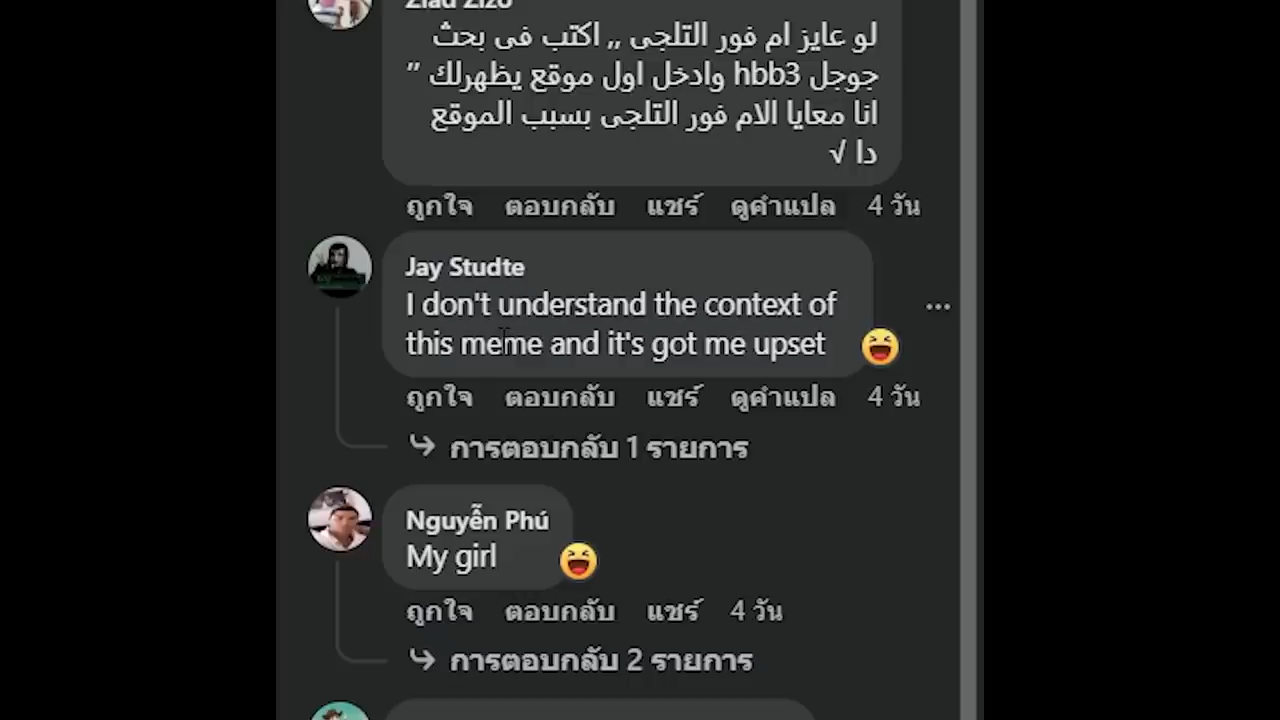 Ziad Zizo
لو عايز ام فور التلجى ,, اكتب فى بحث
جوجل hbb3 وادخل اول موقع يظهرلك "
انا معايا الام فور التلجى بسبب الموقع
دا √
ถูกใจ ตอบกลับ แชร์ ดูคำแปล 4 วัน
Jay Studte
I don't understand the context of
this meme and it's got me upset
ถูกใจ ตอบกลับ แชร์ ดูคำแปล 4 วัน
การตอบกลับ 1 รายการ
Nguyễn Phú
My girl
ถูกใจ ตอบกลับ แชร์ 4 วัน
การตอบกลับ 2 รายการ